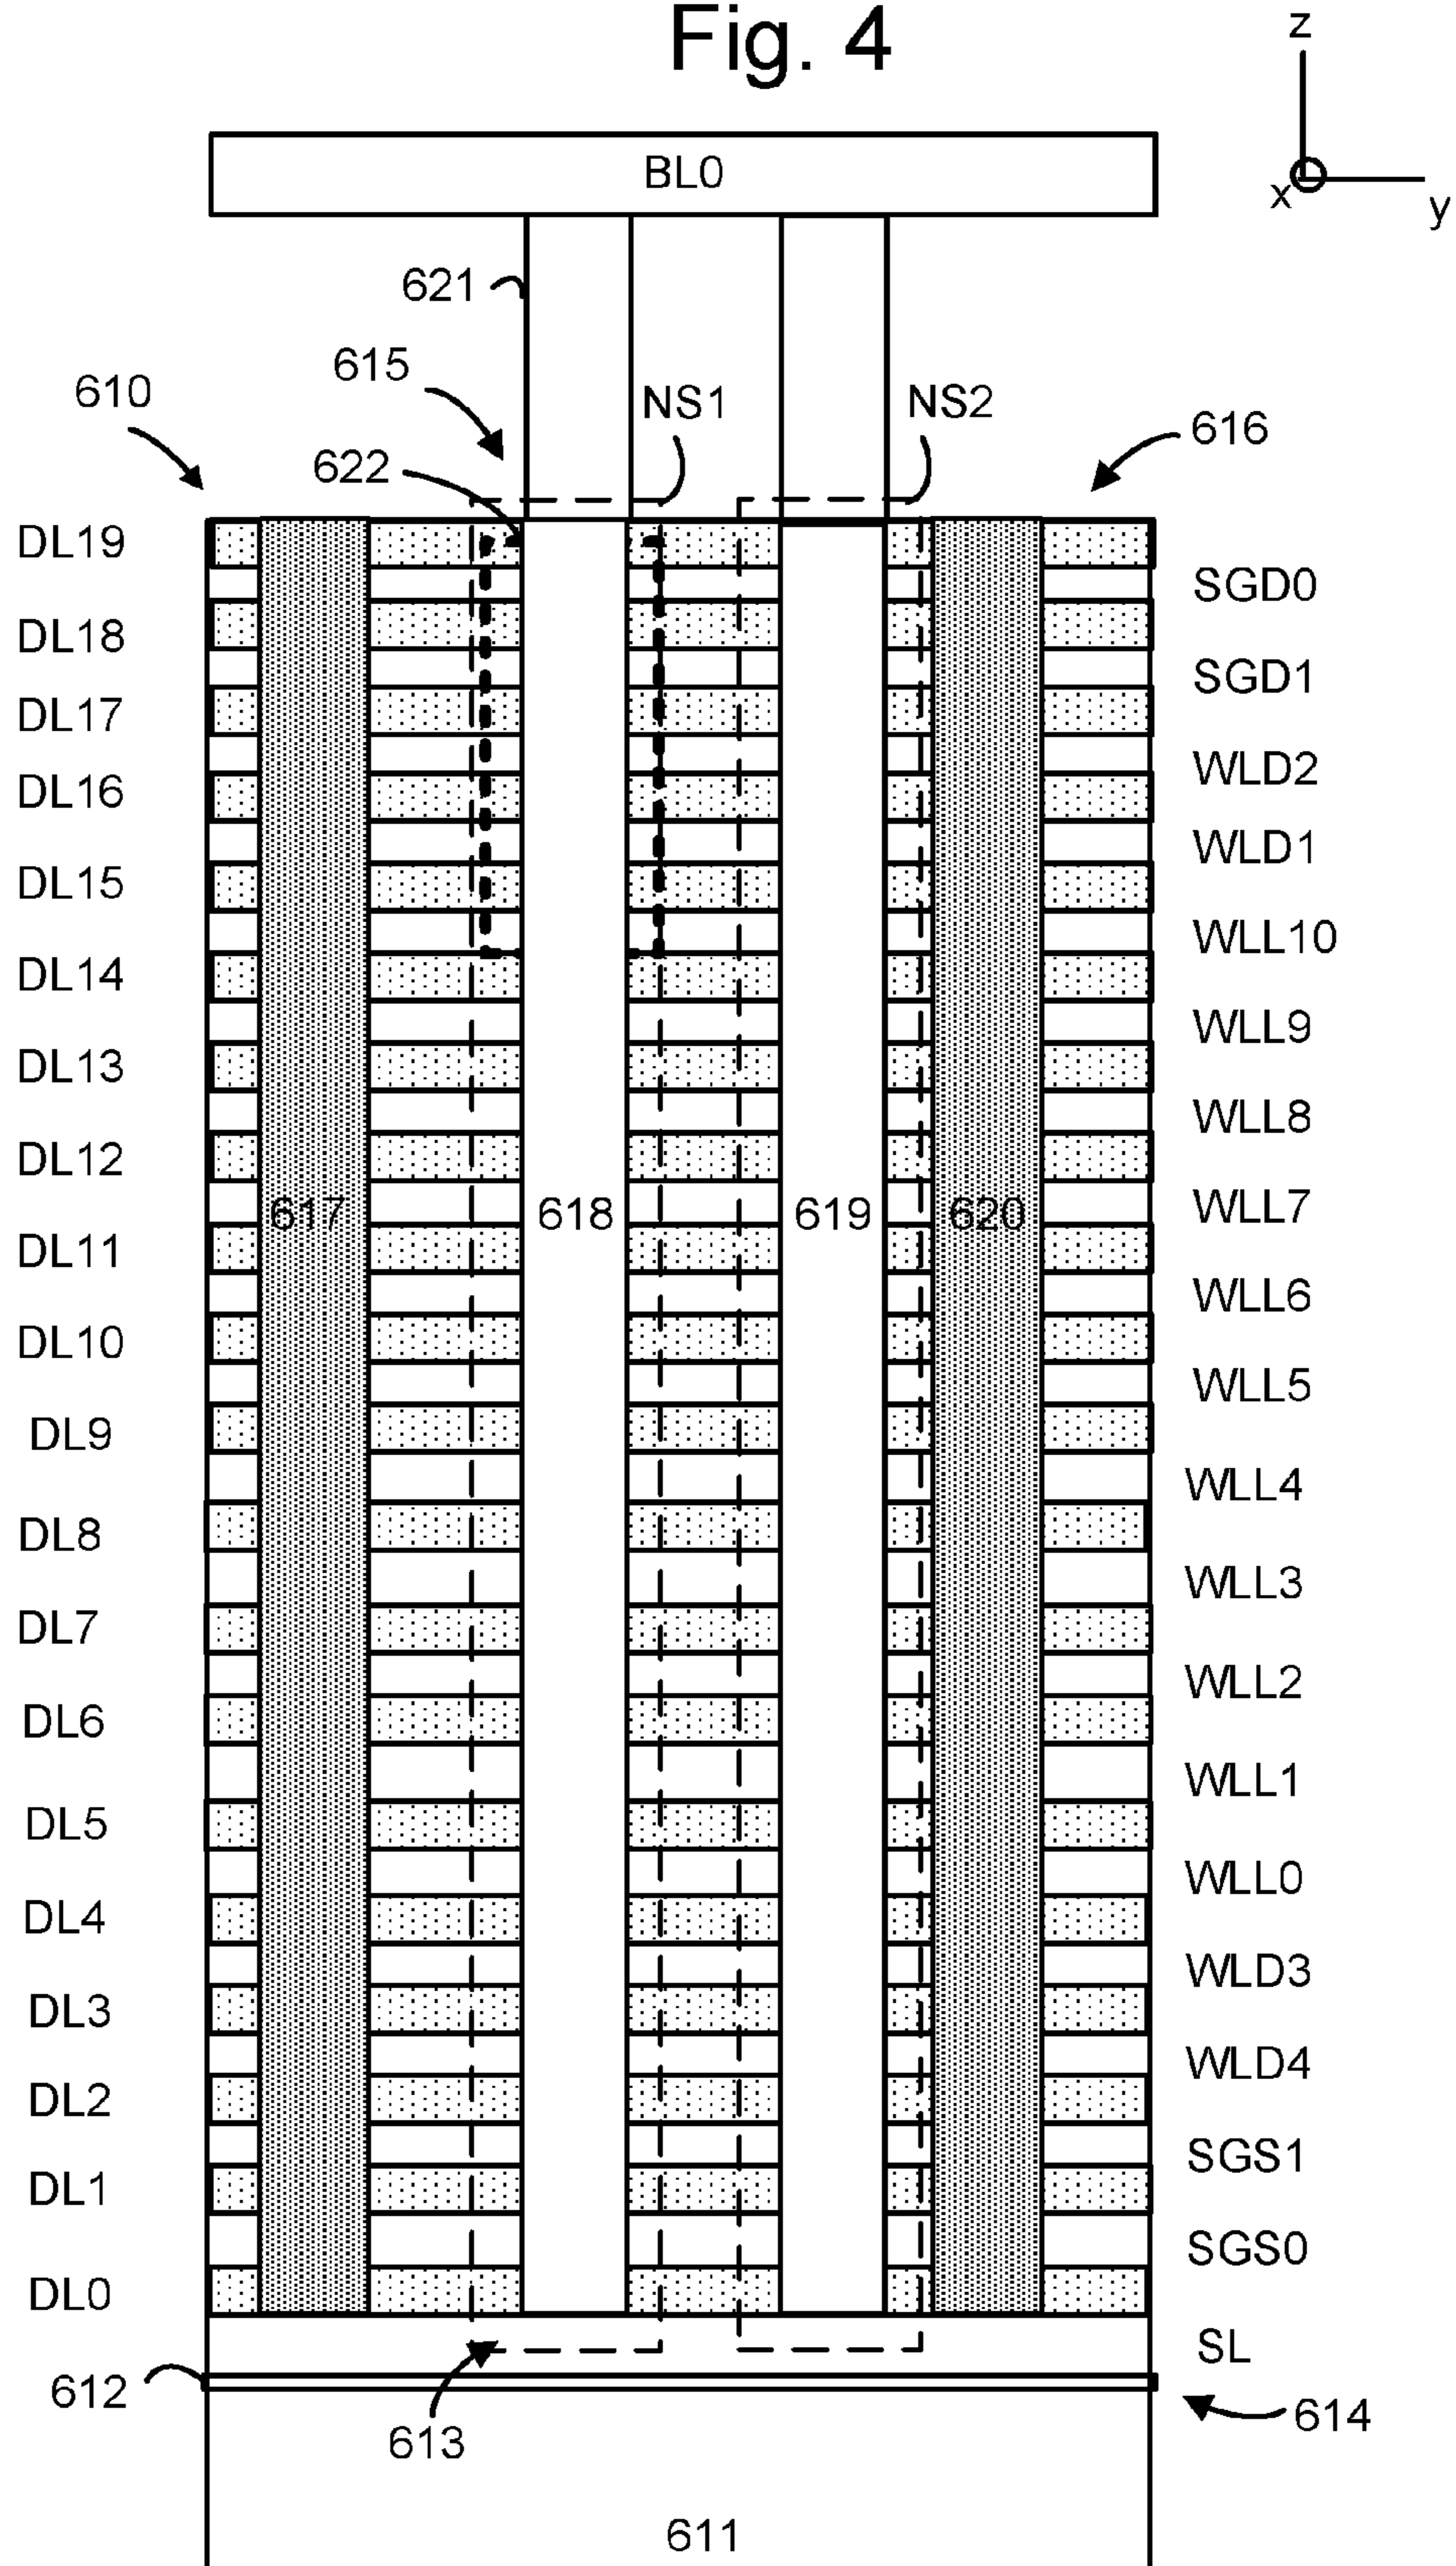 Fig. 4
z
BL0
x
y
621
615
NS1
NS2
610
616
622
DL19
SGD0
DL18
SGD1
DL17
WLD2
DL16
WLD1
DL15
WLL10
DL14
WLL9
DL13
WLL8
DL12
WLL7
617
618
619
620
DL11
WLL6
DL10
WLL5
DL9
WLL4
DL8
WLL3
DL7
WLL2
DL6
WLL1
DL5
WLL0
DL4
WLD3
DL3
WLD4
DL2
SGS1
DL1
SGS0
DL0
SL
612
614
613
611